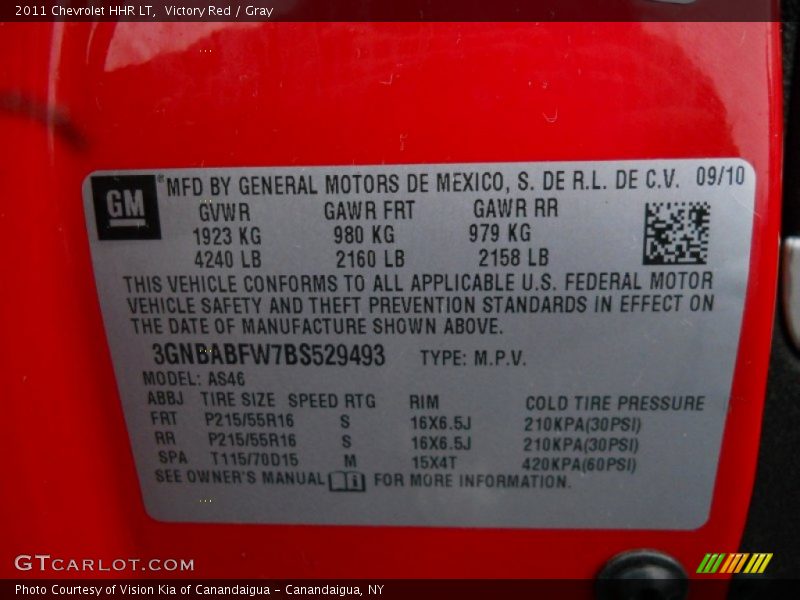 2011 Chevrolet HHR LT, Victory Red / Gray
GM® MFD BY GENERAL MOTORS DE MEXICO, S. DE R.L. DE C.V. 09/10
GVWR GAWR FRT GAWR RR
1923 KG 980 KG 979 KG
4240 LB 2160 LB 2158 LB
THIS VEHICLE CONFORMS TO ALL APPLICABLE U.S. FEDERAL MOTOR
VEHICLE SAFETY AND THEFT PREVENTION STANDARDS IN EFFECT ON
THE DATE OF MANUFACTURE SHOWN ABOVE.
3GNBABFW7BS529493 TYPE: M.P.V.
MODEL: AS46
ABBJ TIRE SIZE SPEED RTG RIM COLD TIRE PRESSURE
FRT P215/55R16 S 16X6.5J 210KPA(30PSI)
RR P215/55R16 S 16X6.5J 210KPA(30PSI)
SPA T115/70D15 M 15X4T 420KPA(60PSI)
SEE OWNER'S MANUAL i FOR MORE INFORMATION.
GTCARLOT.COM
Photo Courtesy of Vision Kia of Canandaigua - Canandaigua, NY